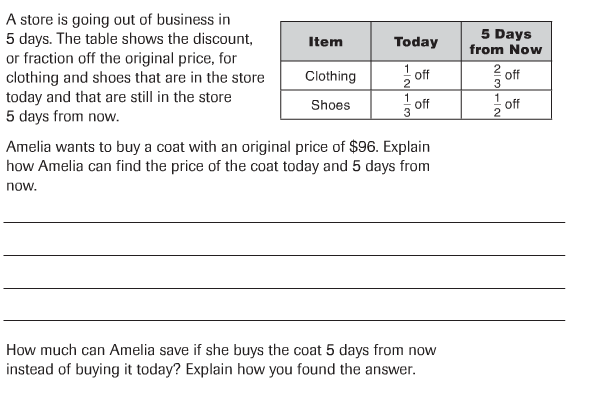 A store is going out of business in
5 days. The table shows the discount,
or fraction off the original price, for
clothing and shoes that are in the store
today and that are still in the store
5 days from now.
Item Today 5 Days from Now
Clothing 1/2 off 2/3 off
Shoes 1/3 off 1/2 off
Amelia wants to buy a coat with an original price of $96. Explain
how Amelia can find the price of the coat today and 5 days from
now.
How much can Amelia save if she buys the coat 5 days from now
instead of buying it today? Explain how you found the answer.